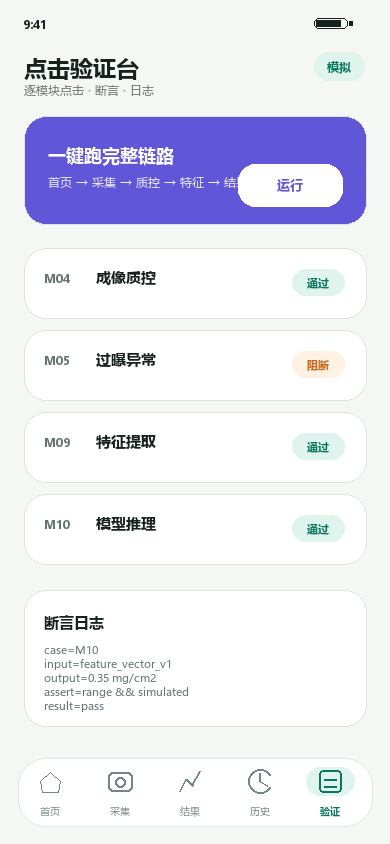 9:41
点击验证台
模拟
逐模块点击 · 断言 · 日志
一键跑完整链路
首页 → 采集 → 质控 → 特征 → 结
运行
M04 成像质控 通过
M05 过曝异常 阻断
M09 特征提取 通过
M10 模型推理 通过
断言日志
case=M10
input=feature_vector_v1
output=0.35 mg/cm2
assert=range && simulated
result=pass
首页 采集 结果 历史 验证